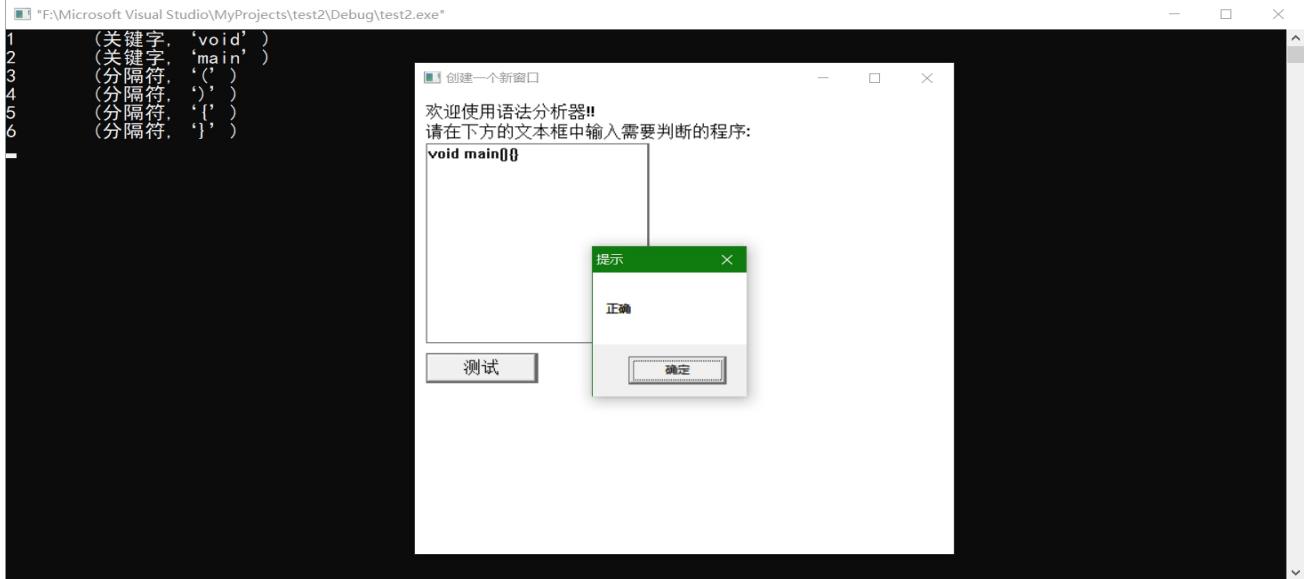 "F:\Microsoft Visual Studio\MyProjects\test2\Debug\test2.exe"
1 (关键字, ‘void’ )
2 (关键字, ‘main’ )
3 (分隔符, ‘(’ )
4 (分隔符, ‘)’ )
5 (分隔符, ‘{’ )
6 (分隔符, ‘}’ )
创建一个新窗口
欢迎使用语法分析器!!
请在下方的文本框中输入需要判断的程序:
void main(){}
提示
正确
确定
测试